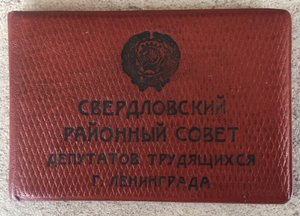 СВЕРДЛОВСКИЙ
РАЙОННЫЙ СОВЕТ
ДЕПУТАТОВ ТРУДЯЩИХСЯ
Г. ЛЕНИНГРАДА